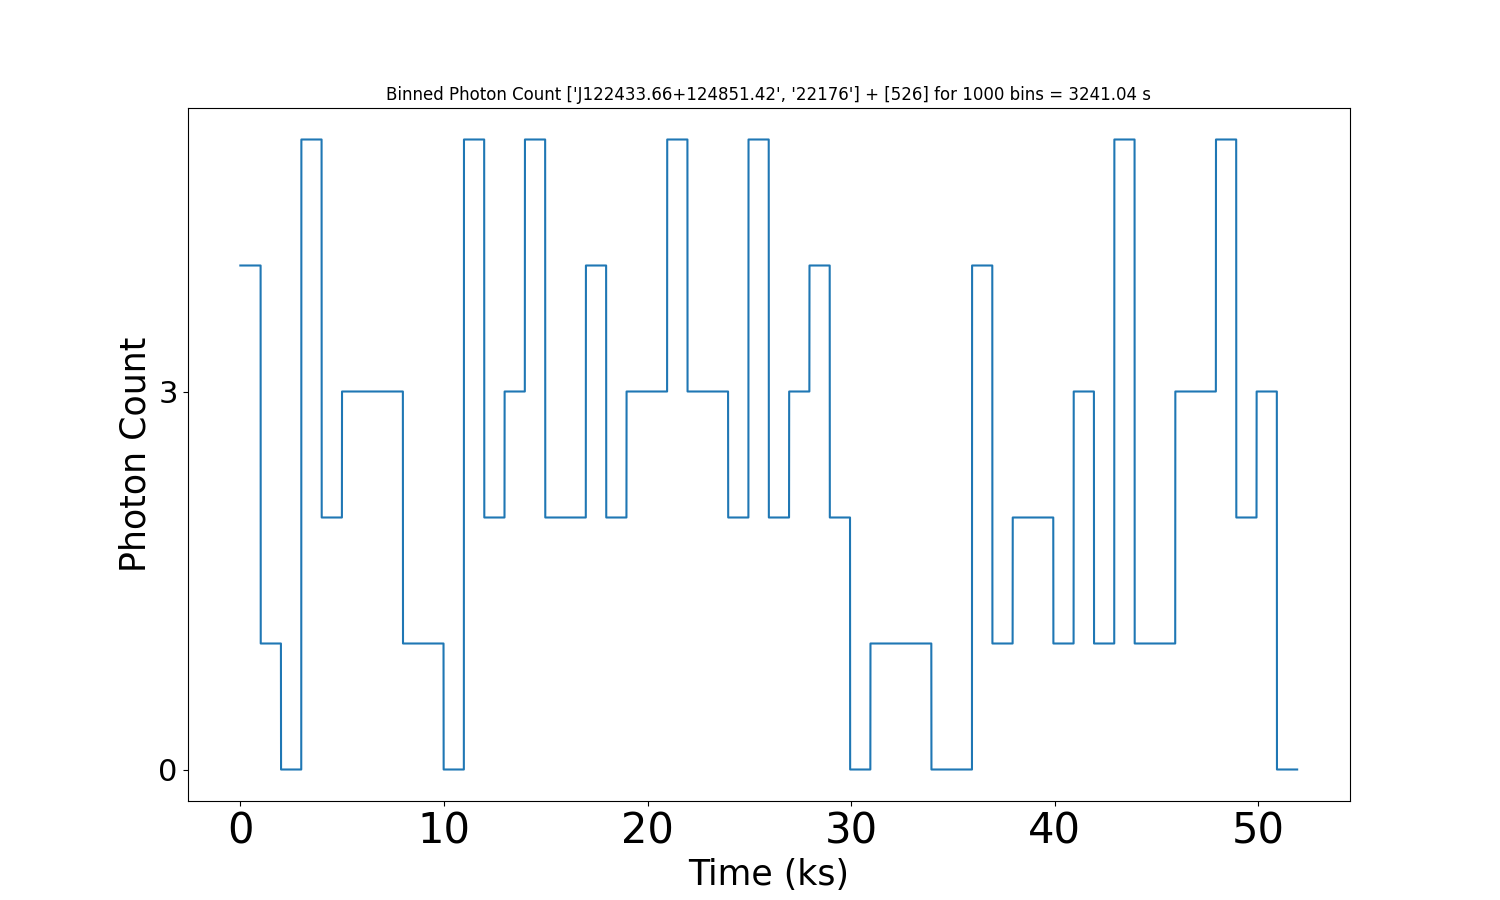 Binned Photon Count ['J122433.66+124851.42', '22176'] + [526] for 1000 bins = 3241.04 s
Photon Count
3
0
0 10 20 30 40 50
Time (ks)